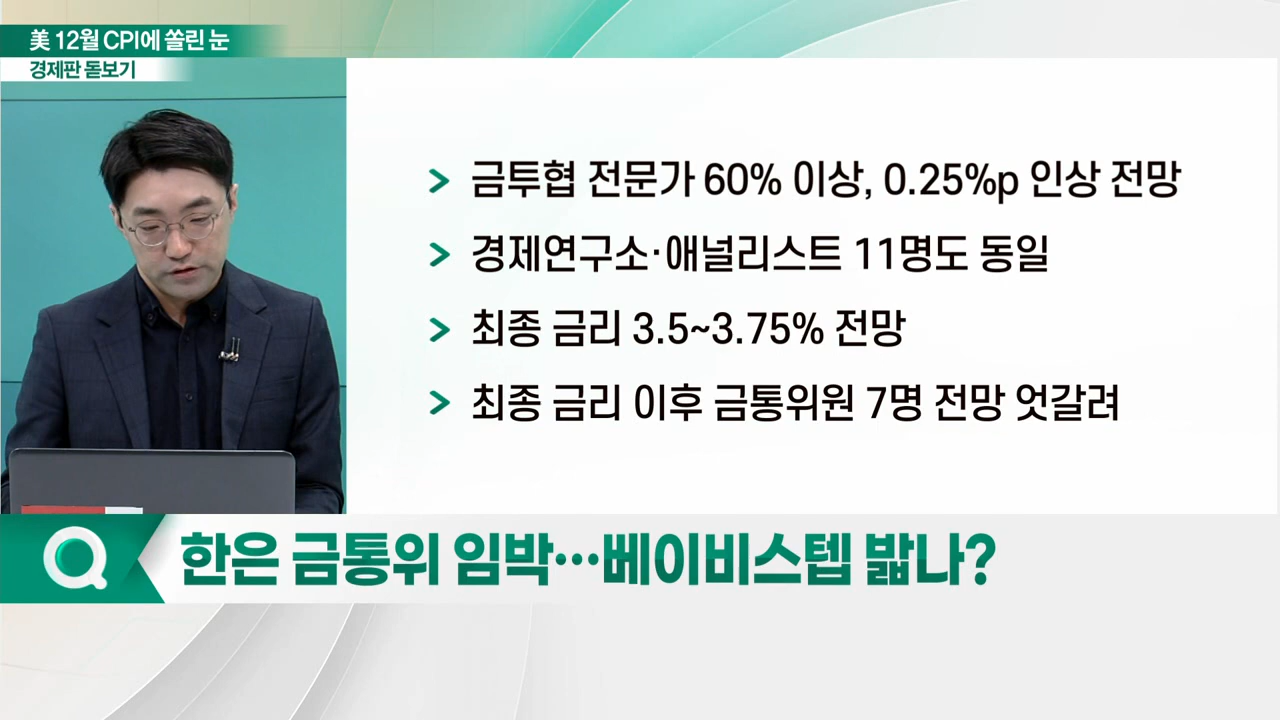 美 12월 CPI에 쏠린 눈
경제판 돋보기
금투협 전문가 60% 이상, 0.25%p 인상 전망
경제연구소·애널리스트 11명도 동일
최종 금리 3.5~3.75% 전망
최종 금리 이후 금통위원 7명 전망 엇갈려
한은 금통위 임박…베이비스텝 밟나?